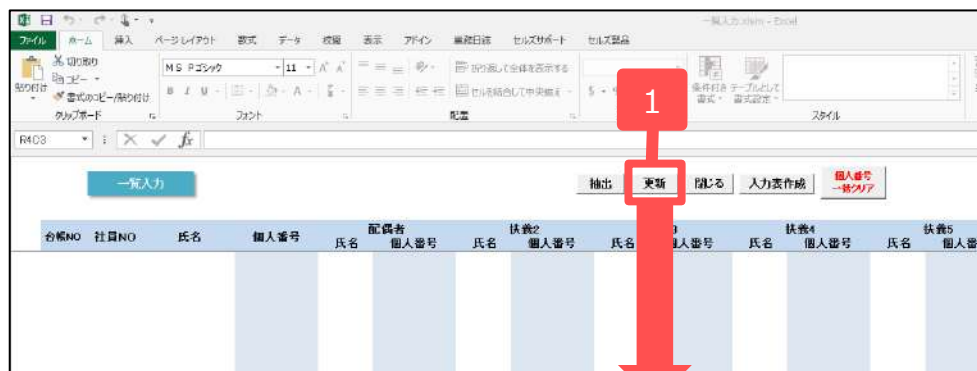 一覧入力.xlsm - Excel
ファイル ホーム 挿入 ページ レイアウト 数式 データ 校閲 表示 アドイン 業務日誌 セルズサポート セルズ製品
切り取り
コピー
書式のコピー/貼り付け
貼り付け
MS Pゴシック 11
B I U
折り返して全体を表示する
セルを結合して中央揃え
条件付き書式
テーブルとして書式設定
クリップボード フォント 配置 スタイル
1
R4C3 fx
一覧入力 抽出 更新 閉じる 入力表作成 個人番号
一括クリア
台帳NO 社員NO 氏名 個人番号 配偶者 扶養2 3 扶養4 扶養5
氏名 個人番号 氏名 個人番号 氏名 人番号 氏名 個人番号 氏名 個人番